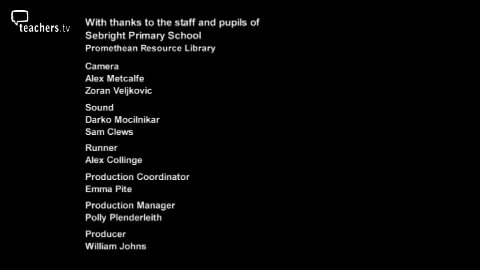 teachers.tv
With thanks to the staff and pupils of
Sebright Primary School
Promethean Resource Library
Camera
Alex Metcalfe
Zoran Veljkovic
Sound
Darko Mocilnikar
Sam Clews
Runner
Alex Collinge
Production Coordinator
Emma Pite
Production Manager
Polly Plenderleith
Producer
William Johns